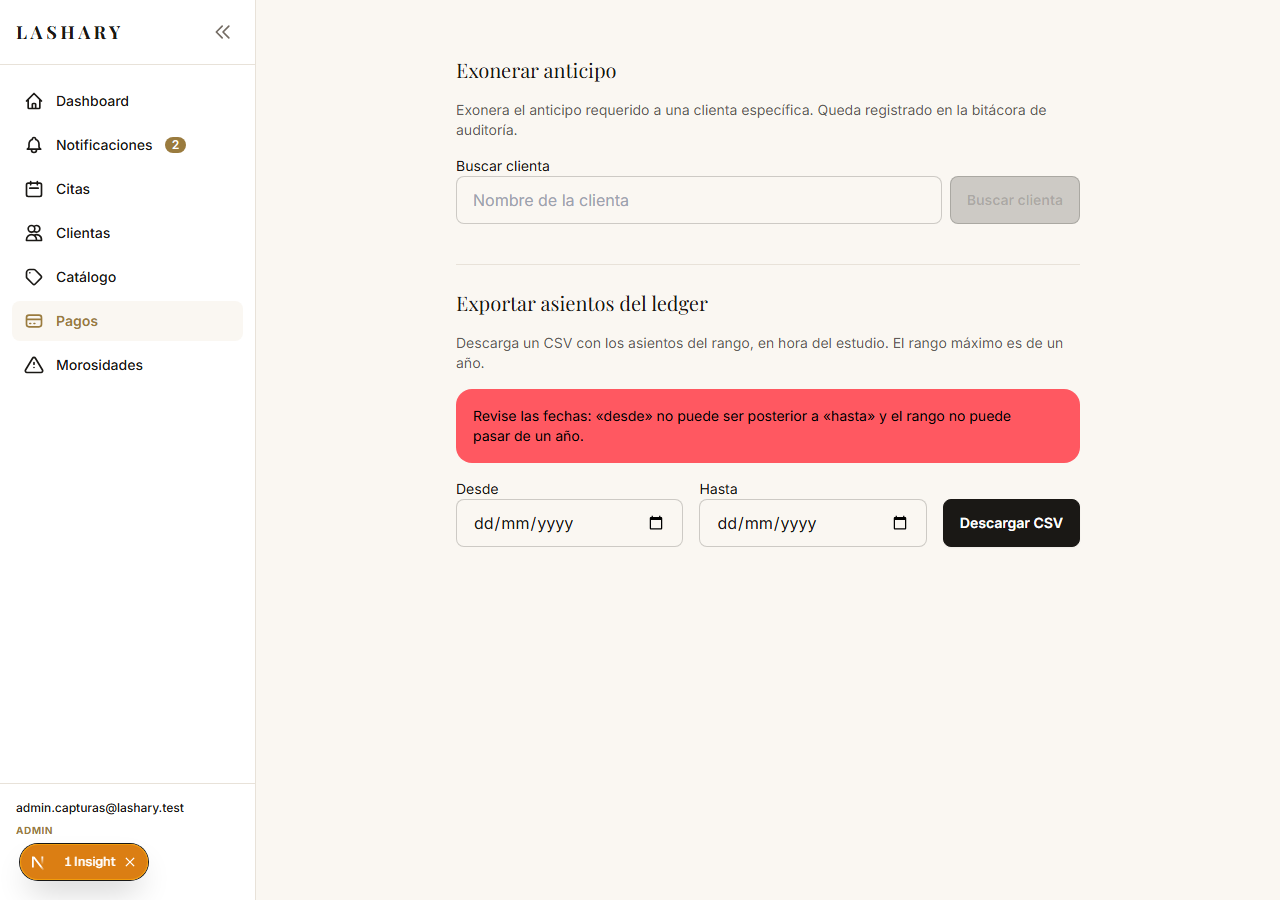 LASHARY
Dashboard
Notificaciones 2
Citas
Clientas
Catálogo
Pagos
Morosidades
admin.capturas@lashary.test
ADMIN
1 Insight
Exonerar anticipo
Exonera el anticipo requerido a una clienta específica. Queda registrado en la bitácora de
auditoría.
Buscar clienta
Nombre de la clienta
Buscar clienta
Exportar asientos del ledger
Descarga un CSV con los asientos del rango, en hora del estudio. El rango máximo es de un
año.
Revise las fechas: «desde» no puede ser posterior a «hasta» y el rango no puede
pasar de un año.
Desde
Hasta
dd/mm/yyyy
dd/mm/yyyy
Descargar CSV